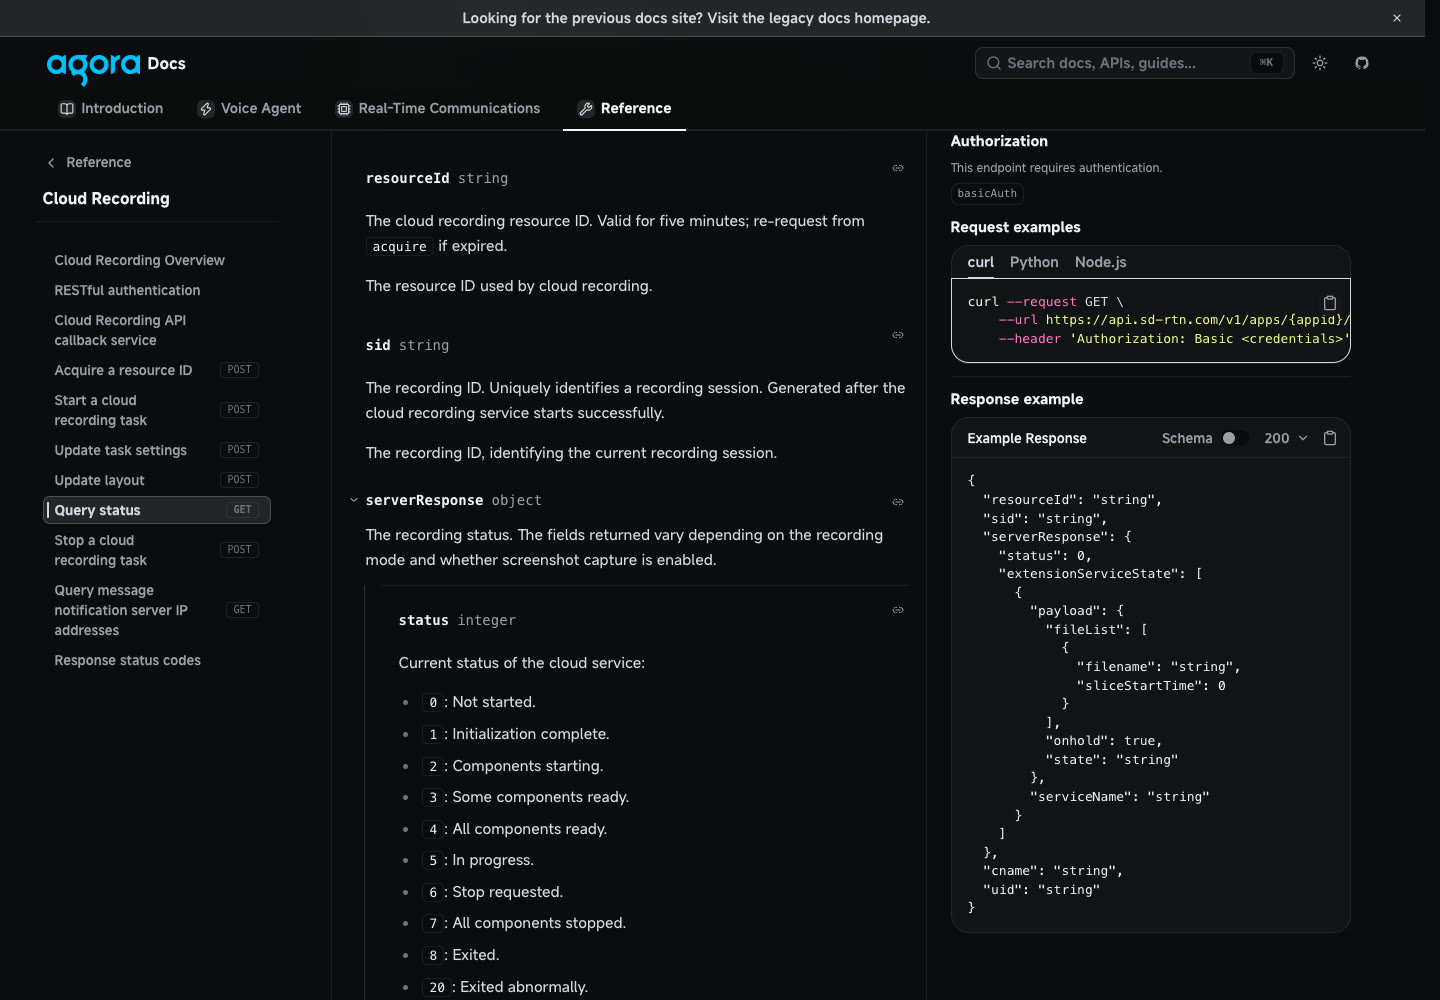 Looking for the previous docs site? Visit the legacy docs homepage.
agora Docs
Search docs, APIs, guides...
⌘K
Introduction
Voice Agent
Real-Time Communications
Reference
Reference
Cloud Recording
Cloud Recording Overview
RESTful authentication
Cloud Recording API
callback service
Acquire a resource ID POST
Start a cloud
recording task POST
Update task settings POST
Update layout POST
Query status GET
Stop a cloud
recording task POST
Query message
notification server IP GET
addresses
Response status codes
resourceId string
The cloud recording resource ID. Valid for five minutes; re-request from
acquire if expired.
The resource ID used by cloud recording.
sid string
The recording ID. Uniquely identifies a recording session. Generated after the
cloud recording service starts successfully.
The recording ID, identifying the current recording session.
serverResponse object
The recording status. The fields returned vary depending on the recording
mode and whether screenshot capture is enabled.
status integer
Current status of the cloud service:
0: Not started.
1: Initialization complete.
2: Components starting.
3: Some components ready.
4: All components ready.
5: In progress.
6: Stop requested.
7: All components stopped.
8: Exited.
20: Exited abnormally.
Authorization
This endpoint requires authentication.
basicAuth
Request examples
curl Python Node.js
curl --request GET \
--url https://api.sd-rtn.com/v1/apps/{appid}/
--header 'Authorization: Basic <credentials>'
Response example
Example Response
Schema
200
{
"resourceId": "string",
"sid": "string",
"serverResponse": {
"status": 0,
"extensionServiceState": [
{
"payload": {
"fileList": [
{
"filename": "string",
"sliceStartTime": 0
}
],
"onhold": true,
"state": "string"
},
"serviceName": "string"
}
]
},
"cname": "string",
"uid": "string"
}